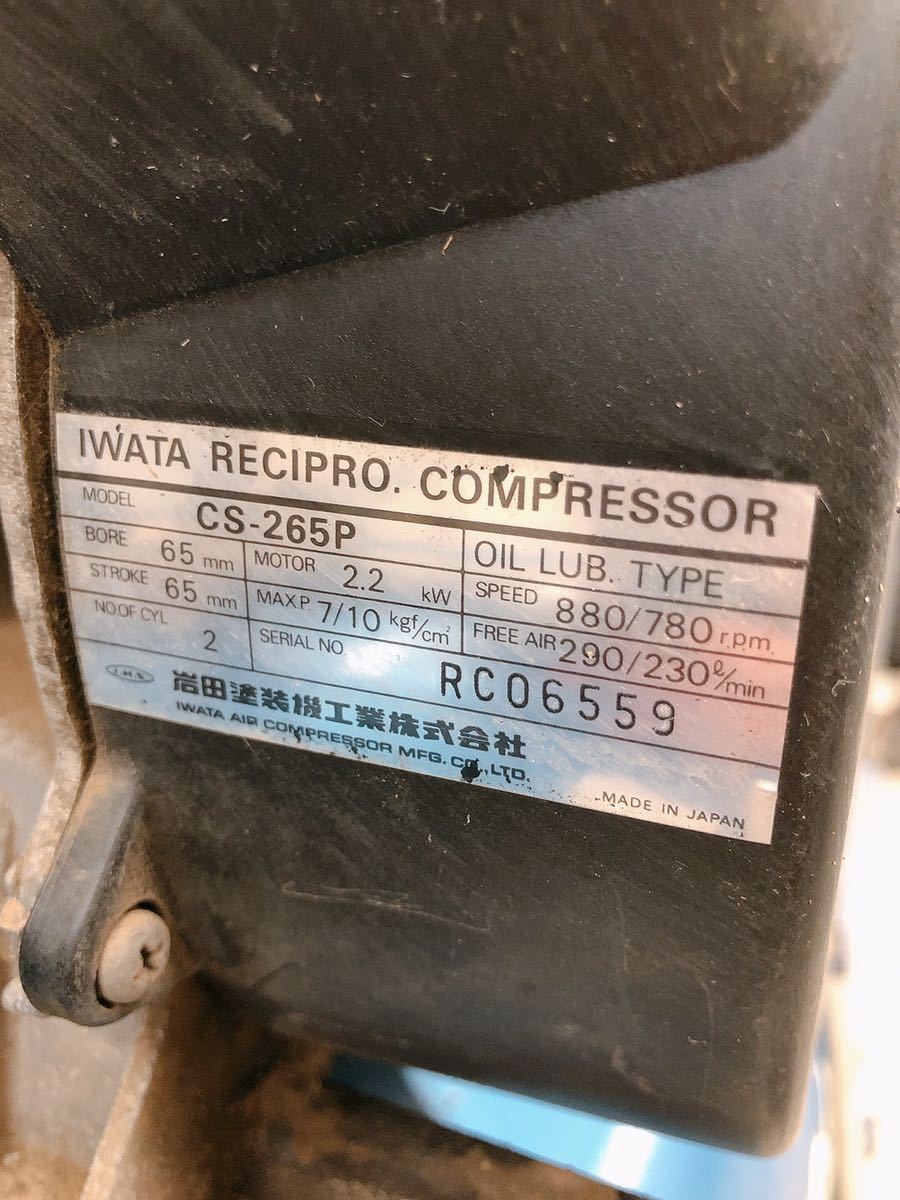 IWATA RECIPRO. COMPRESSOR
MODEL CS-265P OIL LUB. TYPE
BORE 65 mm MOTOR 2.2 kW SPEED 880/780 r.p.m.
STROKE 65 mm MAX.P. 7/10 kgf/cm² FREE AIR 290/230 ℓ/min
NO.OF CYL 2 SERIAL NO. RC06559
岩田塗装機工業株式会社
IWATA AIR COMPRESSOR MFG. CO.,LTD.
MADE IN JAPAN